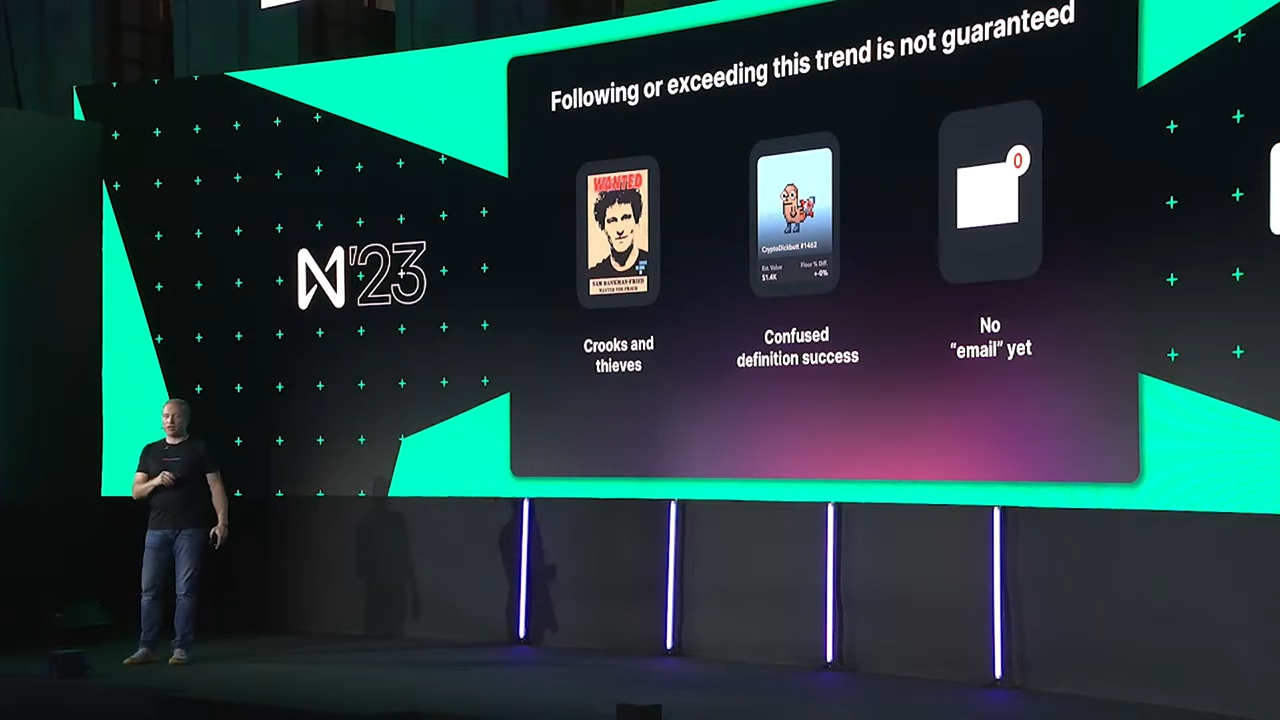 Following or exceeding this trend is not guaranteed
N'23
WANTED
SAM BANKMAN-FRIED
WANTED FOR FRAUD
CryptoDickbutt #1462
Est. Value
$1.4K
Floor % Diff.
+-0%
0
Crooks and
thieves
Confused
definition success
No
“email” yet